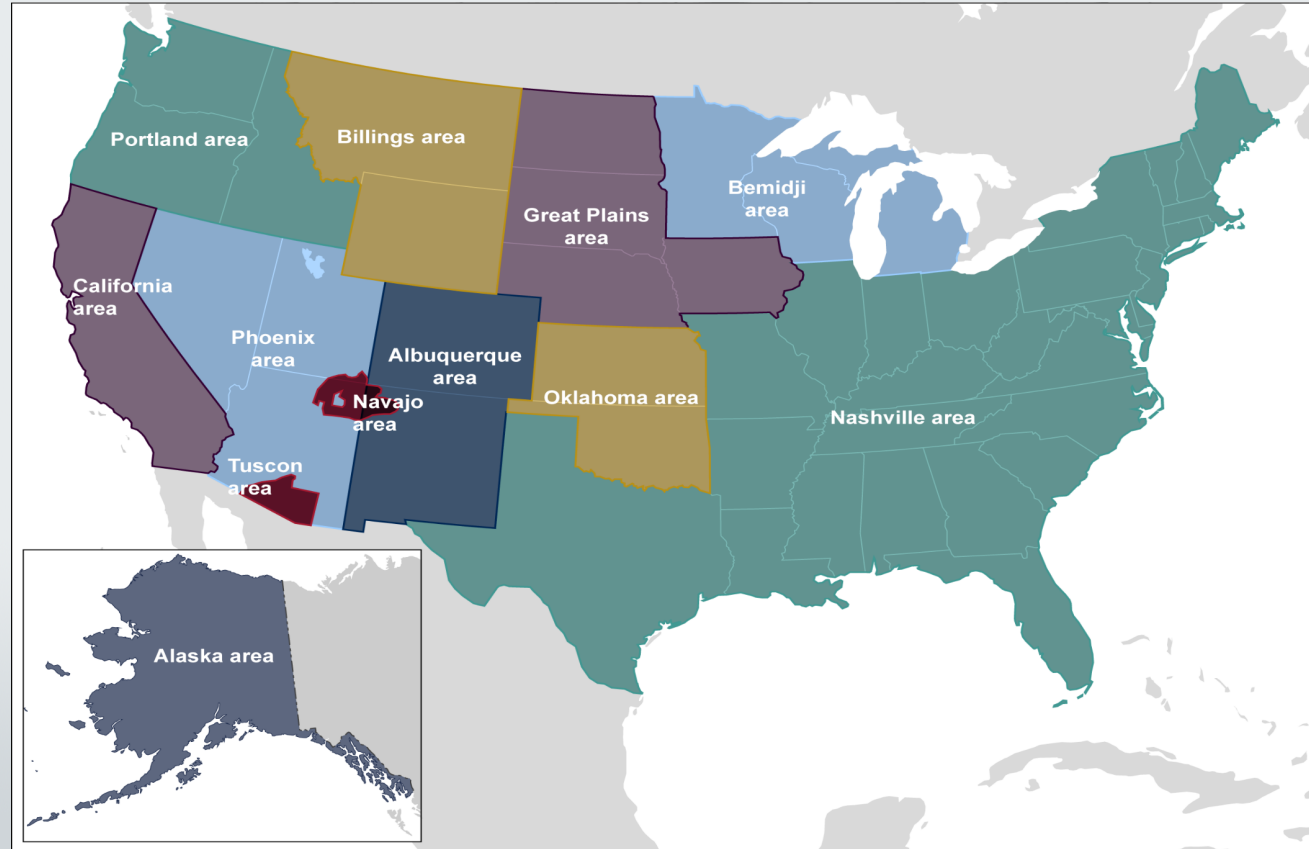 Portland area
Billings area
Bemidji
area
Great Plains
area
California
area
Phoenix
area
Albuquerque
area
Navajo
area
Oklahoma area
Nashville area
Tuscon
area
Alaska area